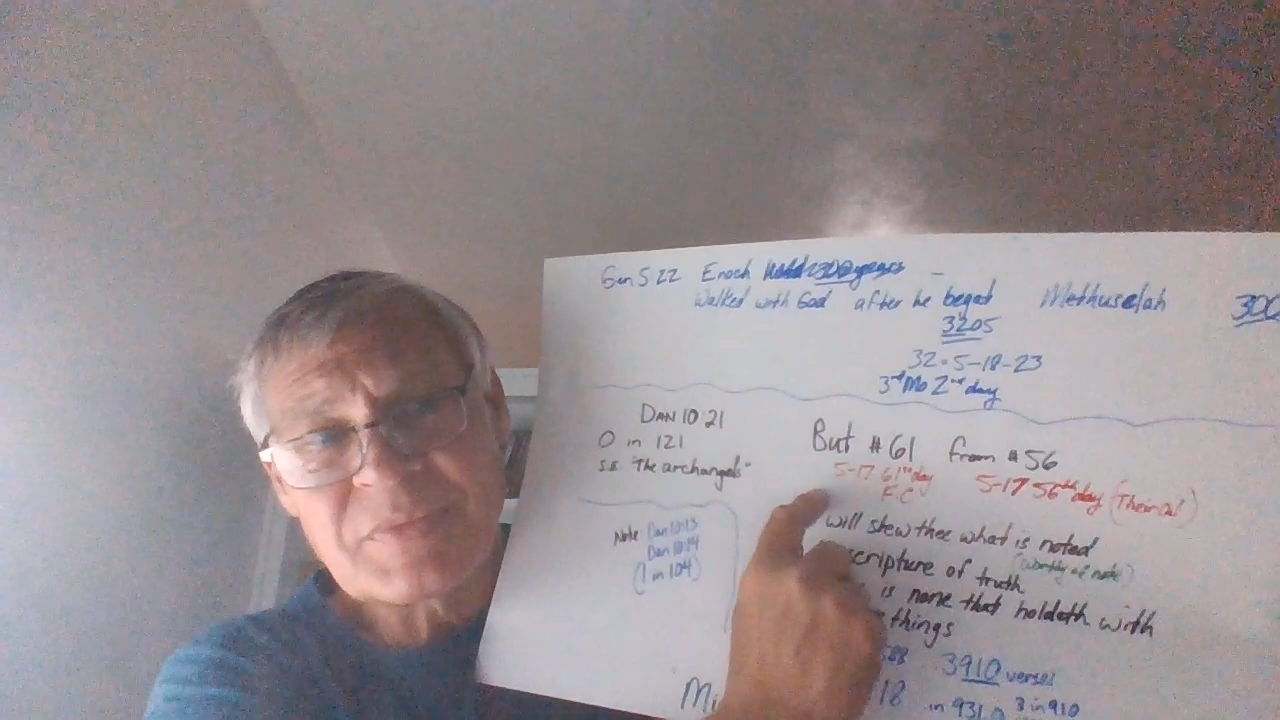 Gen 5 22 Enoch
Walked with God after he begat Methuselah 300
3205
32 = 5-18-23
3rd Mo 2nd day
DAN 10:21
O in 121
S.B. "The archangels"
Note Dan 10:13
Dan 10:14
(1 in 104)
But #61 from #56
5-17 61st day 5-17 56th day
F.C
will shew thee what is noted
(worthy of note)
scripture of truth
is none that holdeth with
things
588 3910 verses
18 in 931 3 in 910
Mi